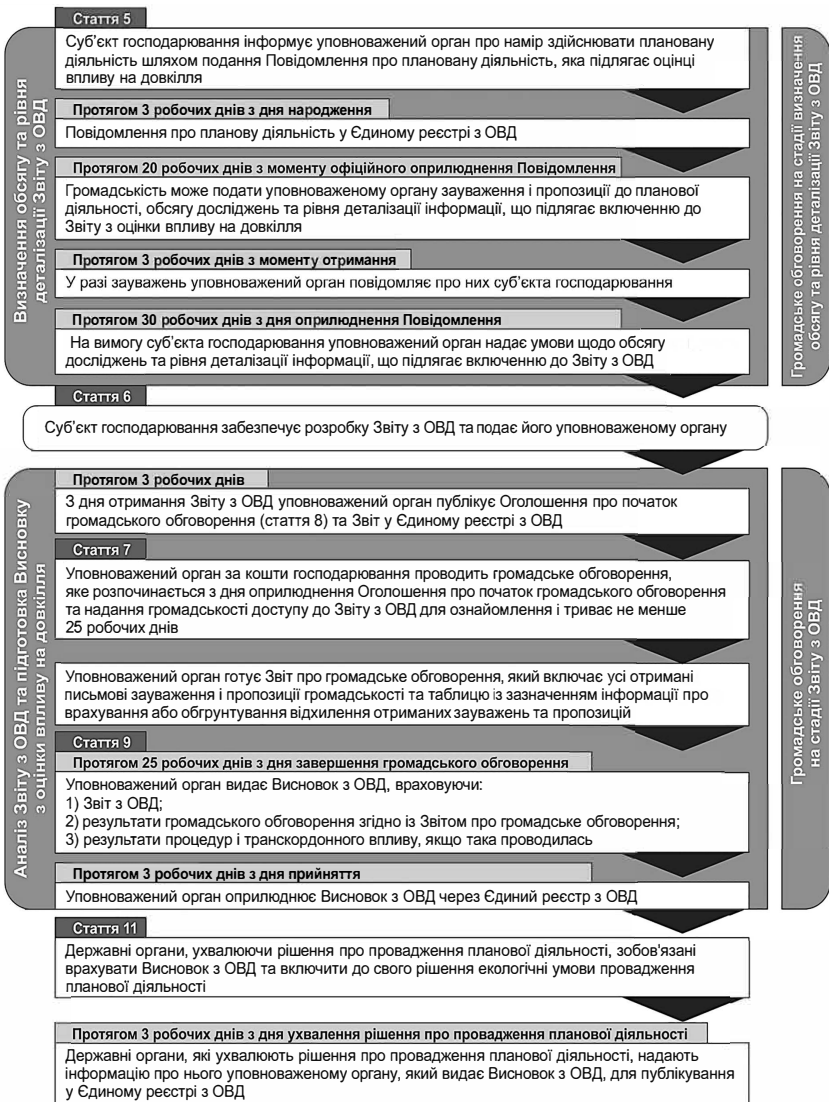 Стаття 5
Суб'єкт господарювання інформує уповноважений орган про намір здійснювати плановану
діяльність шляхом подання Повідомлення про плановану діяльність, яка підлягає оцінці
впливу на довкілля
Протягом 3 робочих днів з дня народження
Повідомлення про планову діяльність у Єдиному реєстрі з ОВД
Протягом 20 робочих днів з моменту офіційного оприлюднення Повідомлення
Громадськість може подати уповноваженому органу зауваження і пропозиції до планової
діяльності, обсягу досліджень та рівня деталізації інформації, що підлягає включенню до
Звіту з оцінки впливу на довкілля
Протягом 3 робочих днів з моменту отримання
У разі зауважень уповноважений орган повідомляє про них суб'єкта господарювання
Протягом 30 робочих днів з дня оприлюднення Повідомлення
На вимогу суб'єкта господарювання уповноважений орган надає умови щодо обсягу
досліджень та рівня деталізації інформації, що підлягає включенню до Звіту з ОВД
Визначення обсягу та рівня
деталізації Звіту з ОВД
Громадське обговорення на стадії визначення
обсягу та рівня деталізації Звіту з ОВД
Стаття 6
Суб'єкт господарювання забезпечує розробку Звіту з ОВД та подає його уповноваженому органу
Протягом 3 робочих днів
З дня отримання Звіту з ОВД уповноважений орган публікує Оголошення про початок
громадського обговорення (стаття 8) та Звіт у Єдиному реєстрі з ОВД
Стаття 7
Уповноважений орган за кошти господарювання проводить громадське обговорення,
яке розпочинається з дня оприлюднення Оголошення про початок громадського обговорення
та надання громадськості доступу до Звіту з ОВД для ознайомлення і триває не менше
25 робочих днів
Уповноважений орган готує Звіт про громадське обговорення, який включає усі отримані
письмові зауваження і пропозиції громадськості та таблицю із зазначенням інформації про
врахування або обгрунтування відхилення отриманих зауважень та пропозицій
Стаття 9
Протягом 25 робочих днів з дня завершення громадського обговорення
Уповноважений орган видає Висновок з ОВД, враховуючи:
1) Звіт з ОВД;
2) результати громадського обговорення згідно із Звітом про громадське обговорення;
3) результати процедур і транскордонного впливу, якщо така проводилась
Протягом 3 робочих днів з дня прийняття
Уповноважений орган оприлюднює Висновок з ОВД через Єдиний реєстр з ОВД
Аналіз Звіту з ОВД та підготовка Висновку
з оцінки впливу на довкілля
Громадське обговорення
на стадії Звіту з ОВД
Стаття 11
Державні органи, ухвалюючи рішення про провадження планової діяльності, зобов'язані
врахувати Висновок з ОВД та включити до свого рішення екологічні умови провадження
планової діяльності
Протягом 3 робочих днів з дня ухвалення рішення про провадження планової діяльності
Державні органи, які ухвалюють рішення про провадження планової діяльності, надають
інформацію про нього уповноваженому органу, який видає Висновок з ОВД, для публікування
у Єдиному реєстрі з ОВД